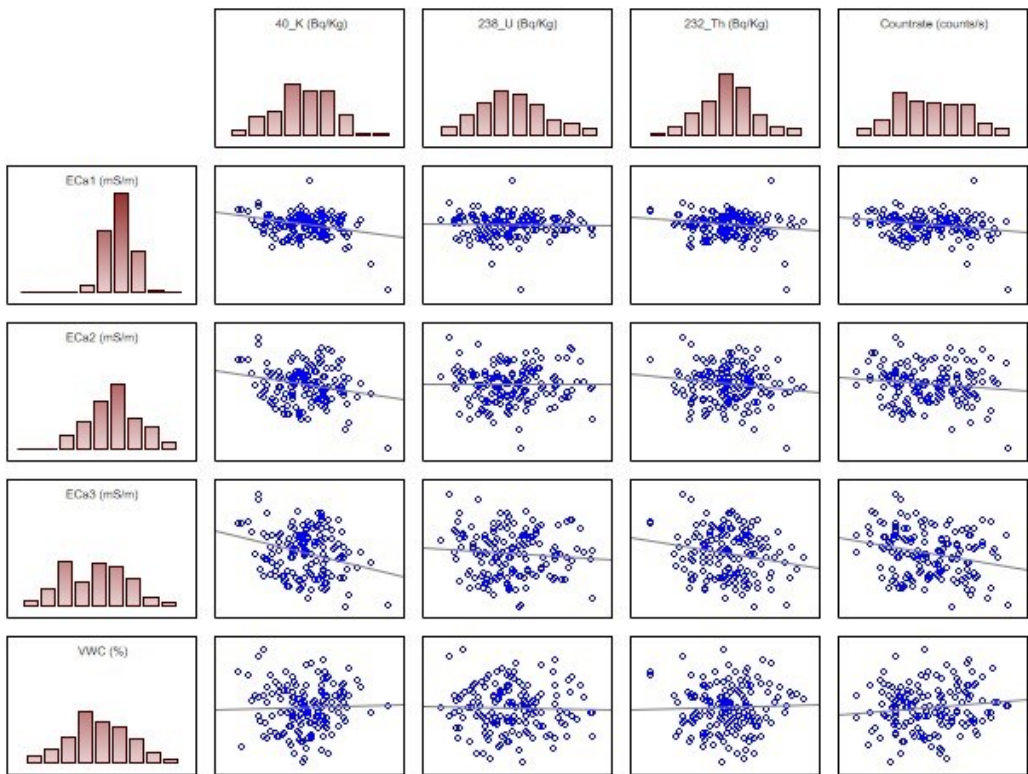 40_K (Bq/Kg)
238_U (Bq/Kg)
232_Th (Bq/Kg)
Countrate (counts/s)
ECa1 (mS/m)
ECa2 (mS/m)
ECa3 (mS/m)
VWC (%)